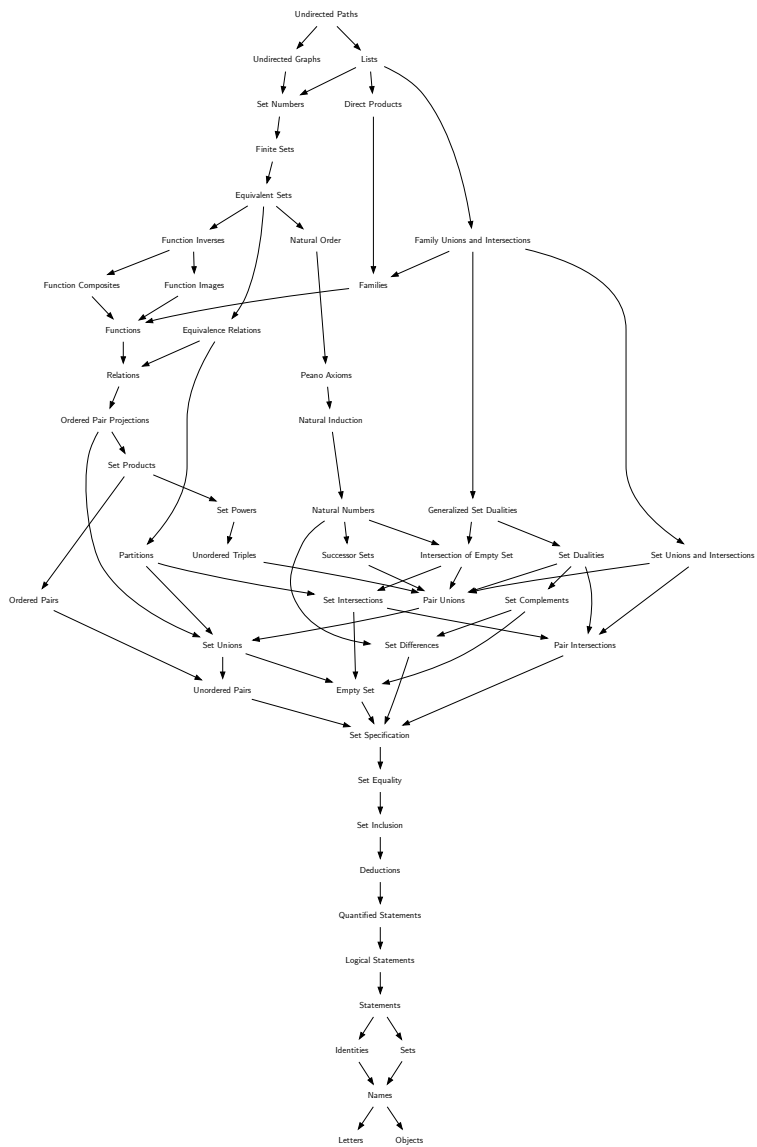 Undirected Paths
Undirected Graphs
Lists
Set Numbers
Direct Products
Finite Sets
Equivalent Sets
Function Inverses
Natural Order
Family Unions and Intersections
Function Composites
Function Images
Families
Functions
Equivalence Relations
Relations
Peano Axioms
Ordered Pair Projections
Natural Induction
Set Products
Set Powers
Natural Numbers
Generalized Set Dualities
Partitions
Unordered Triples
Successor Sets
Intersection of Empty Set
Set Dualities
Set Unions and Intersections
Ordered Pairs
Set Intersections
Pair Unions
Set Complements
Set Unions
Set Differences
Pair Intersections
Unordered Pairs
Empty Set
Set Specification
Set Equality
Set Inclusion
Deductions
Quantified Statements
Logical Statements
Statements
Identities
Sets
Names
Letters
Objects